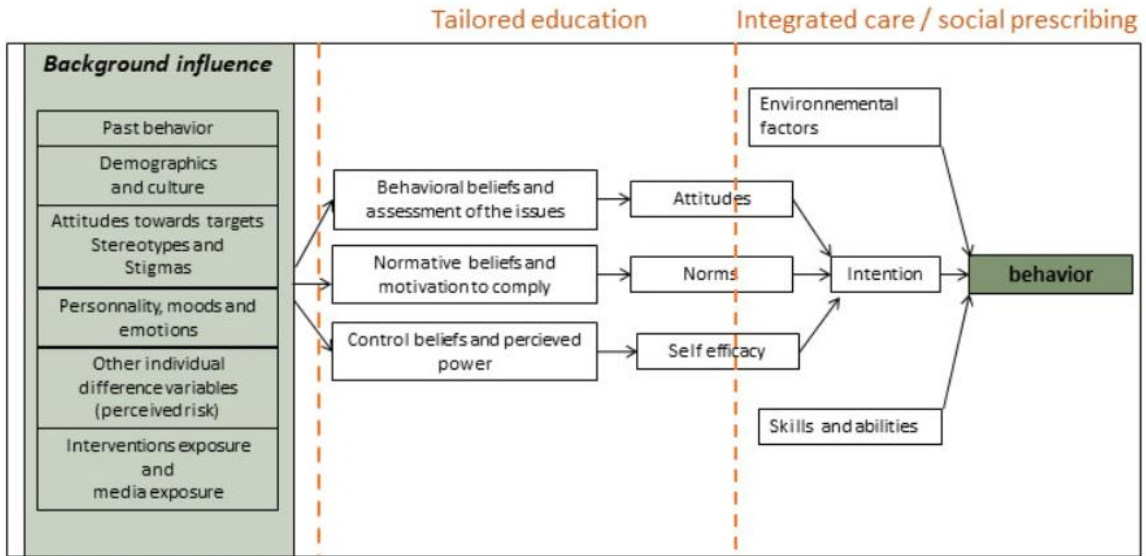 Tailored education
Integrated care / social prescribing
Background influence
Past behavior
Demographics
and culture
Attitudes towards targets
Stereotypes and
Stigmas
Personnality, moods and
emotions
Other individual
difference variables
(perceived risk)
Interventions exposure
and
media exposure
Behavioral beliefs and
assessment of the issues
Normative beliefs and
motivation to comply
Control beliefs and percieved
power
Attitudes
Norms
Self efficacy
Intention
Environnemental
factors
Skills and abilities
behavior